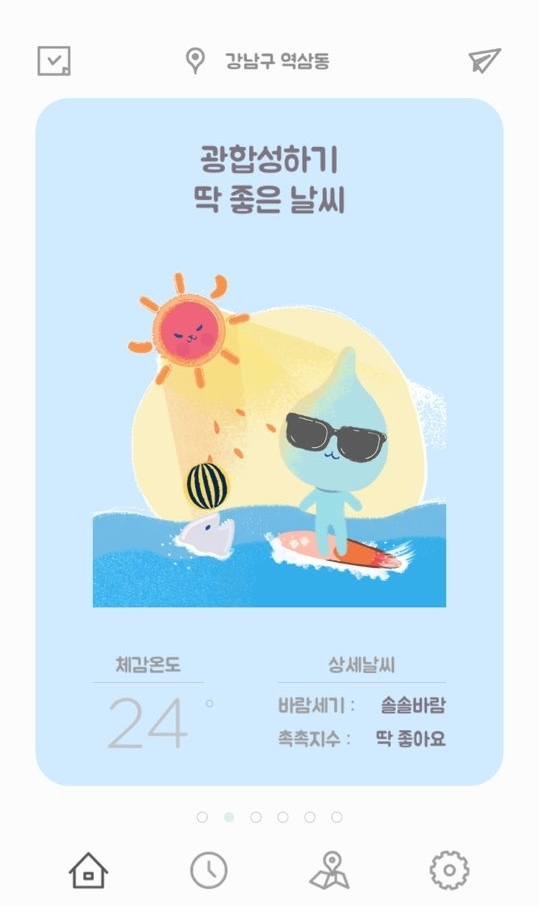 강남구 역삼동
광합성하기
딱 좋은 날씨
체감온도
24°
상세날씨
바람세기 : 솔솔바람
촉촉지수 : 딱 좋아요